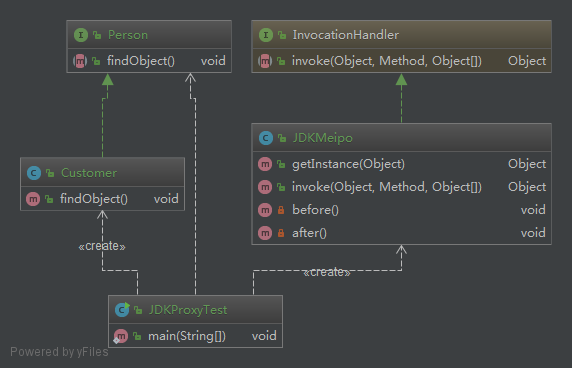 Person
findObject() void
InvocationHandler
invoke(Object, Method, Object[]) Object
Customer
findObject() void
JDKMeipo
getInstance(Object) Object
invoke(Object, Method, Object[]) Object
before() void
after() void
«create»
«create»
JDKProxyTest
main(String[]) void
Powered by yFiles